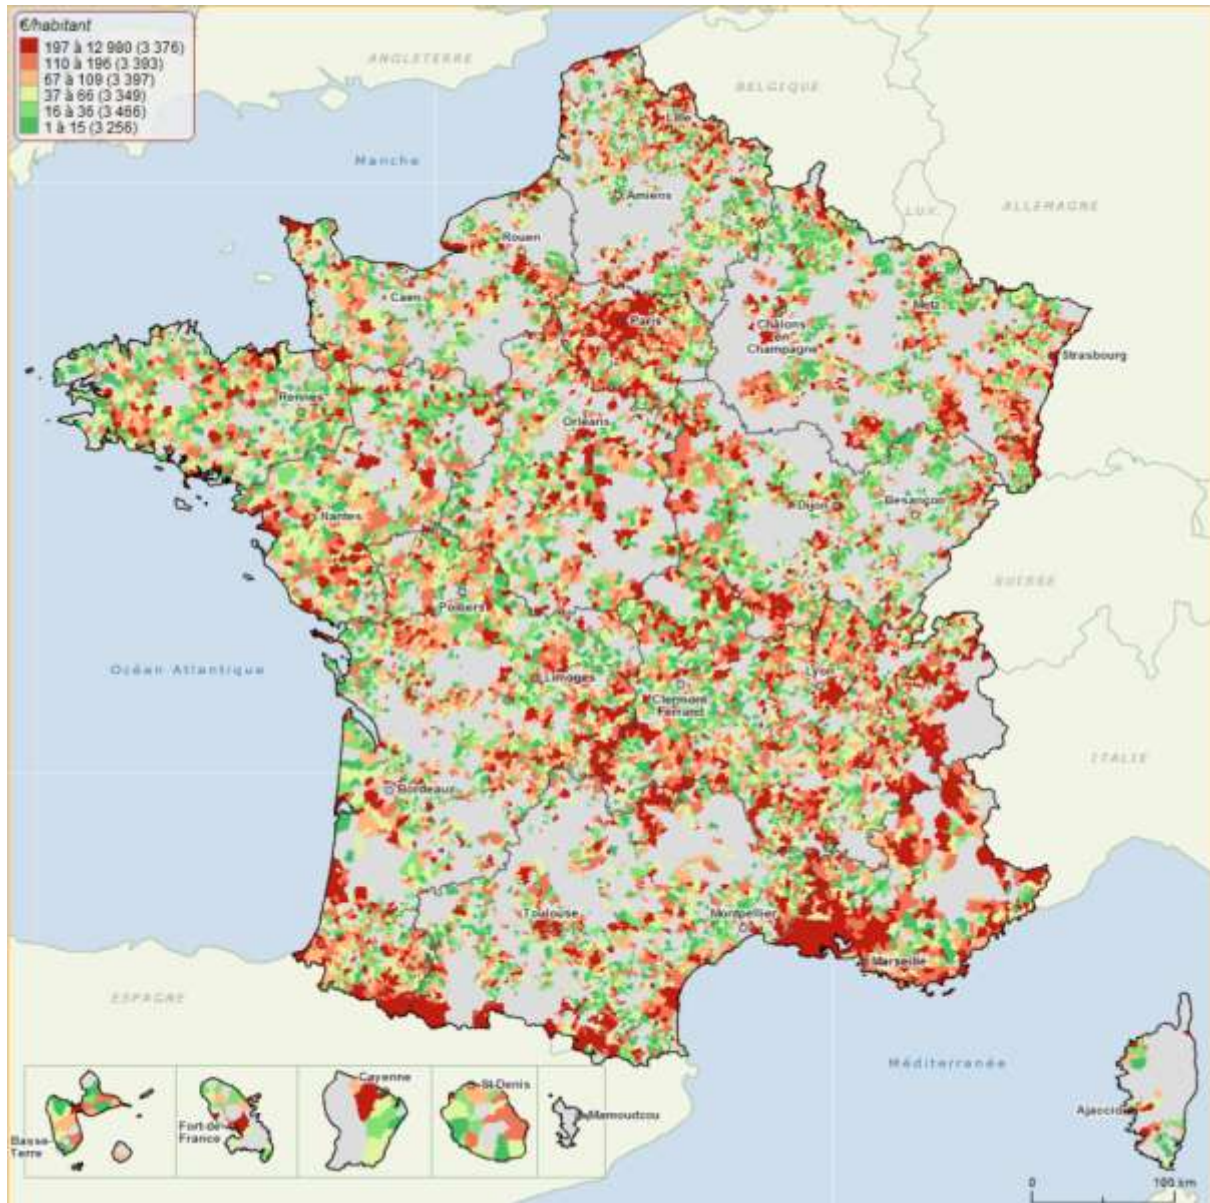 €/habitant
197 à 12 980 (3 376)
110 à 196 (3 393)
67 à 109 (3 397)
37 à 66 (3 349)
16 à 36 (3 466)
1 à 15 (3 256)
ANGLETERRE
BELGIQUE
Lille
Manche
Amiens
LUX.
ALLEMAGNE
Rouen
Caen
Metz
Paris
Châlons
en
Champagne
Strasbourg
Rennes
Orléans
Nantes
Dijon
Besançon
SUISSE
Poitiers
Océan Atlantique
Limoges
Lyon
Clermont
Ferrand
ITALIE
Bordeaux
Toulouse
Montpellier
Marseille
ESPAGNE
Méditerranée
Cayenne
St-Denis
Mamoudzou
Ajaccio
Fort-de-
France
Basse-
Terre
0 100 km